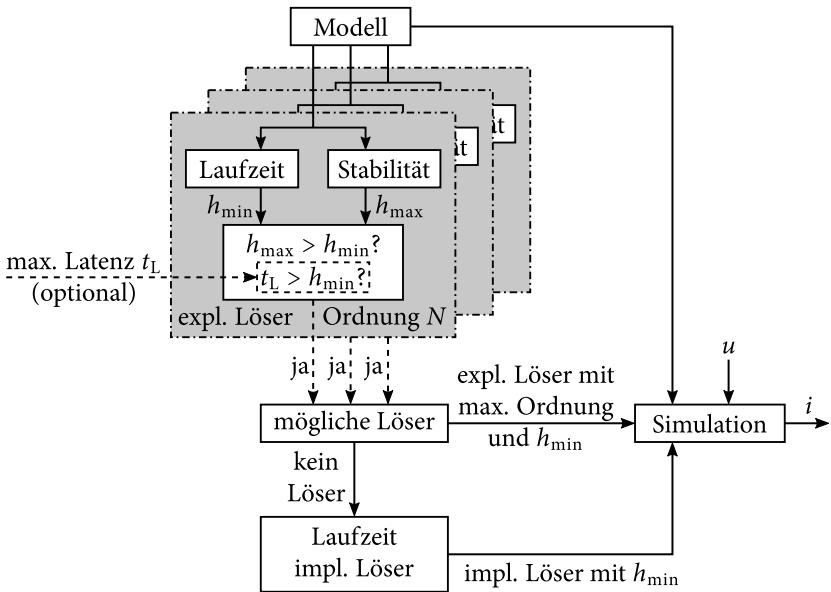 Modell
ät
ät
Laufzeit
Stabilität
h_min
h_max
h_max > h_min?
max. Latenz t_L
t_L > h_min?
(optional)
expl. Löser
Ordnung N
ja
ja
ja
u
expl. Löser mit
max. Ordnung
und h_min
i
mögliche Löser
Simulation
kein
Löser
Laufzeit
impl. Löser
impl. Löser mit h_min